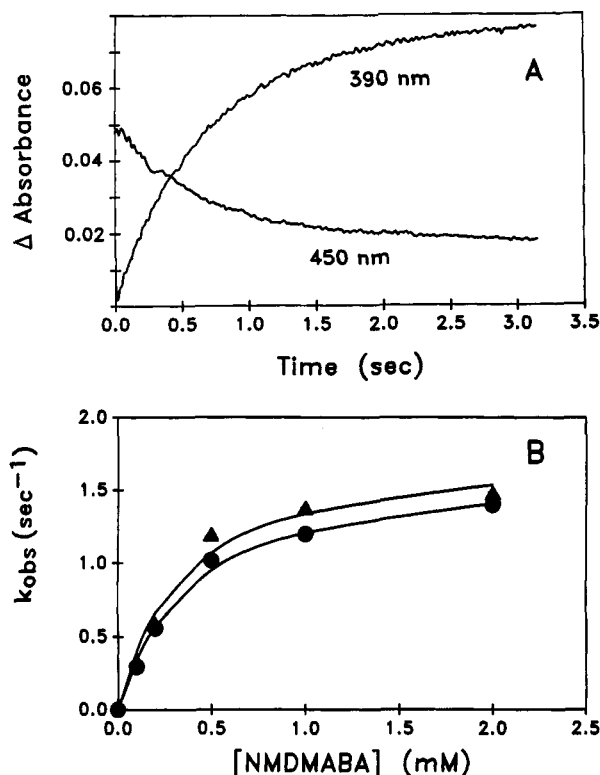 A
390 nm
450 nm
0.06
0.04
0.02
Δ Absorbance
0.0 0.5 1.0 1.5 2.0 2.5 3.0 3.5
Time (sec)
B
2.0
1.5
1.0
0.5
0.0
kobs(sec−1)
0.0 0.5 1.0 1.5 2.0 2.5
[NMDMABA] (mM)